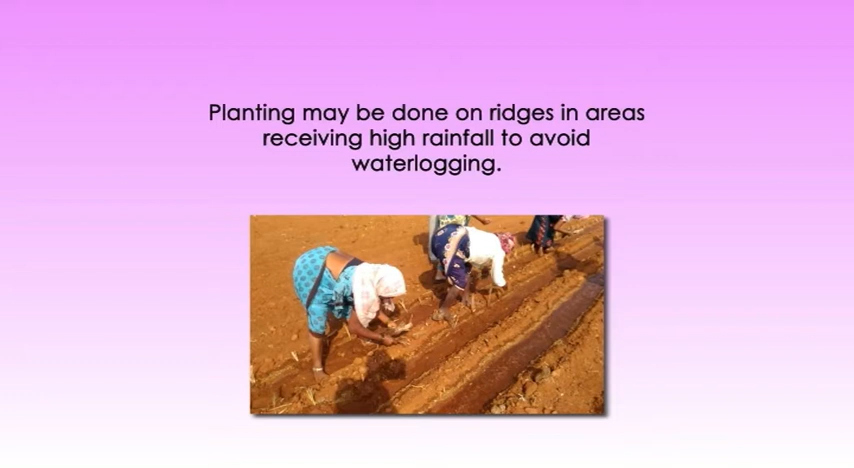 Planting may be done on ridges in areas
receiving high rainfall to avoid
waterlogging.